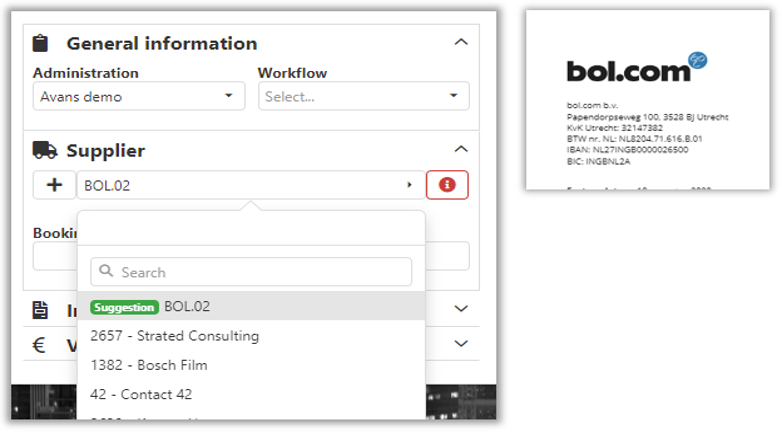 General information
Administration
Workflow
Avans demo
Select...
Supplier
BOL.02
Search
Suggestion BOL.02
2657 - Strated Consulting
1382 - Bosch Film
42 - Contact 42
€
bol.com
bol.com b.v.
Papendorpseweg 100, 3528 BJ Utrecht
KvK Utrecht: 32147382
BTW nr. NL: NL8204.71.616.B.01
IBAN: NL27INGB0000026500
BIC: INGBNL2A